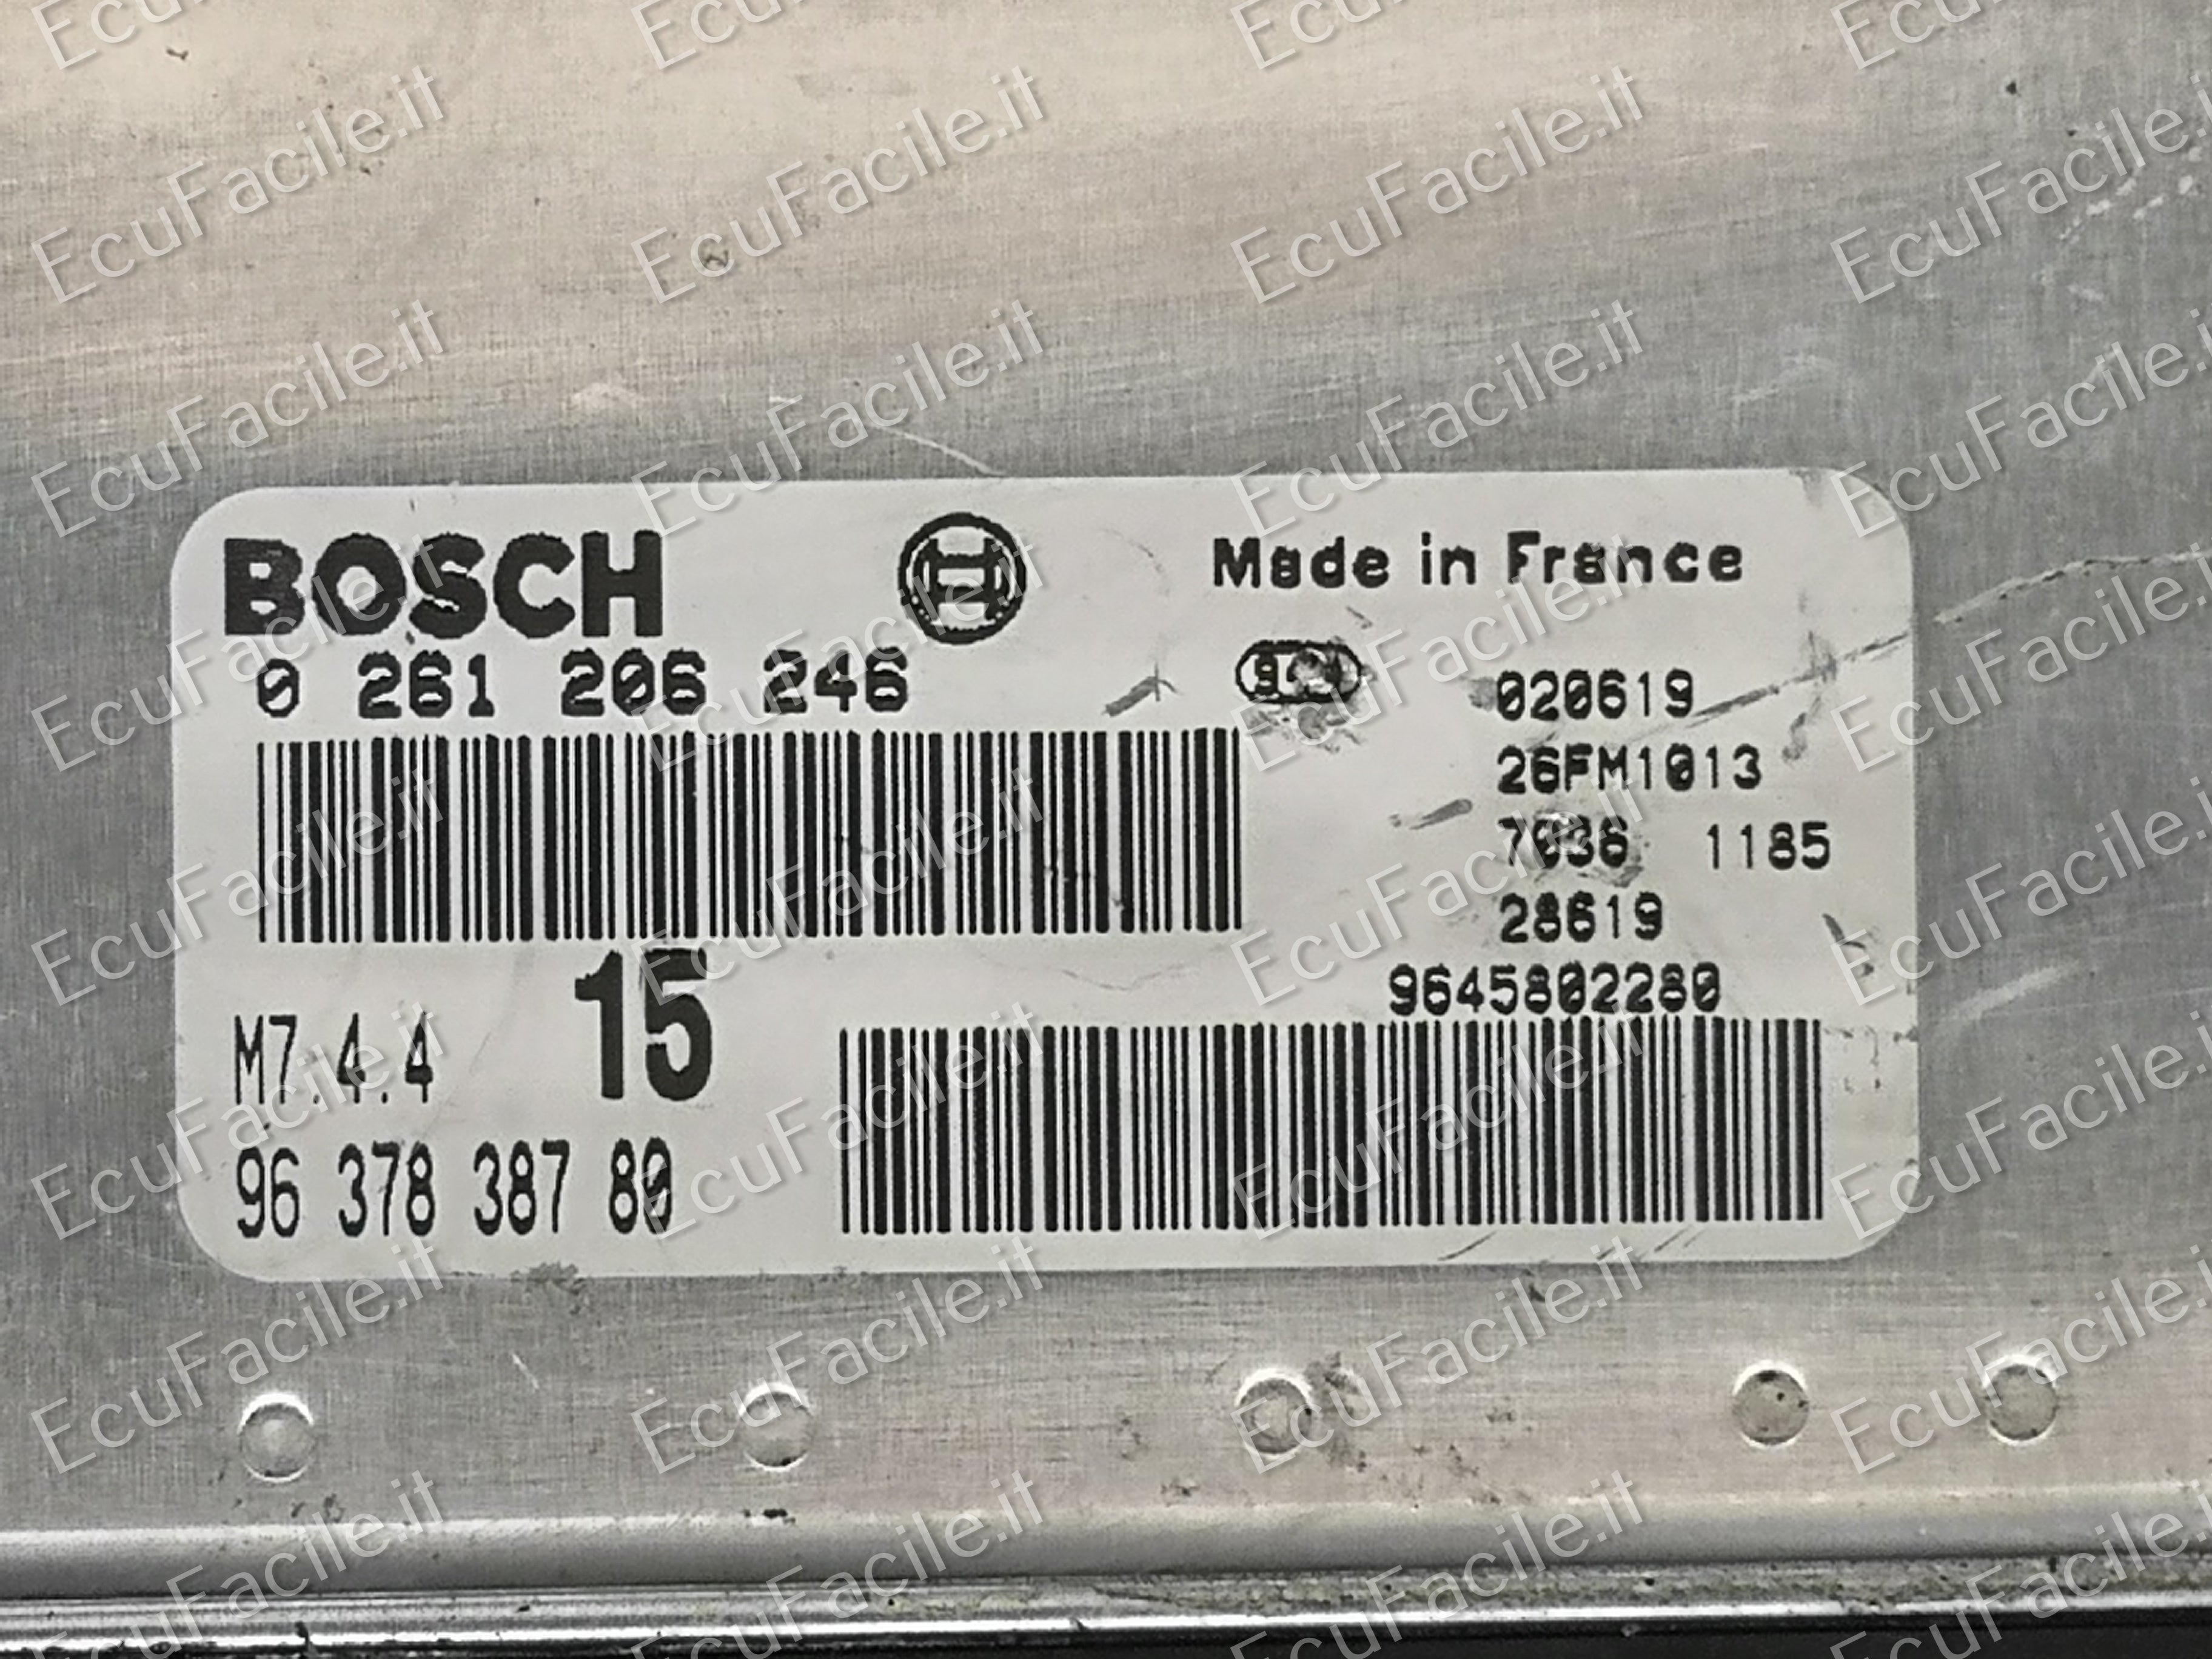 BOSCH
Made in France
0 261 206 246
020619
26FM1013
7036 1185
28619
9645802280
15
M7.4.4
96 378 387 80
EcuFacile.it